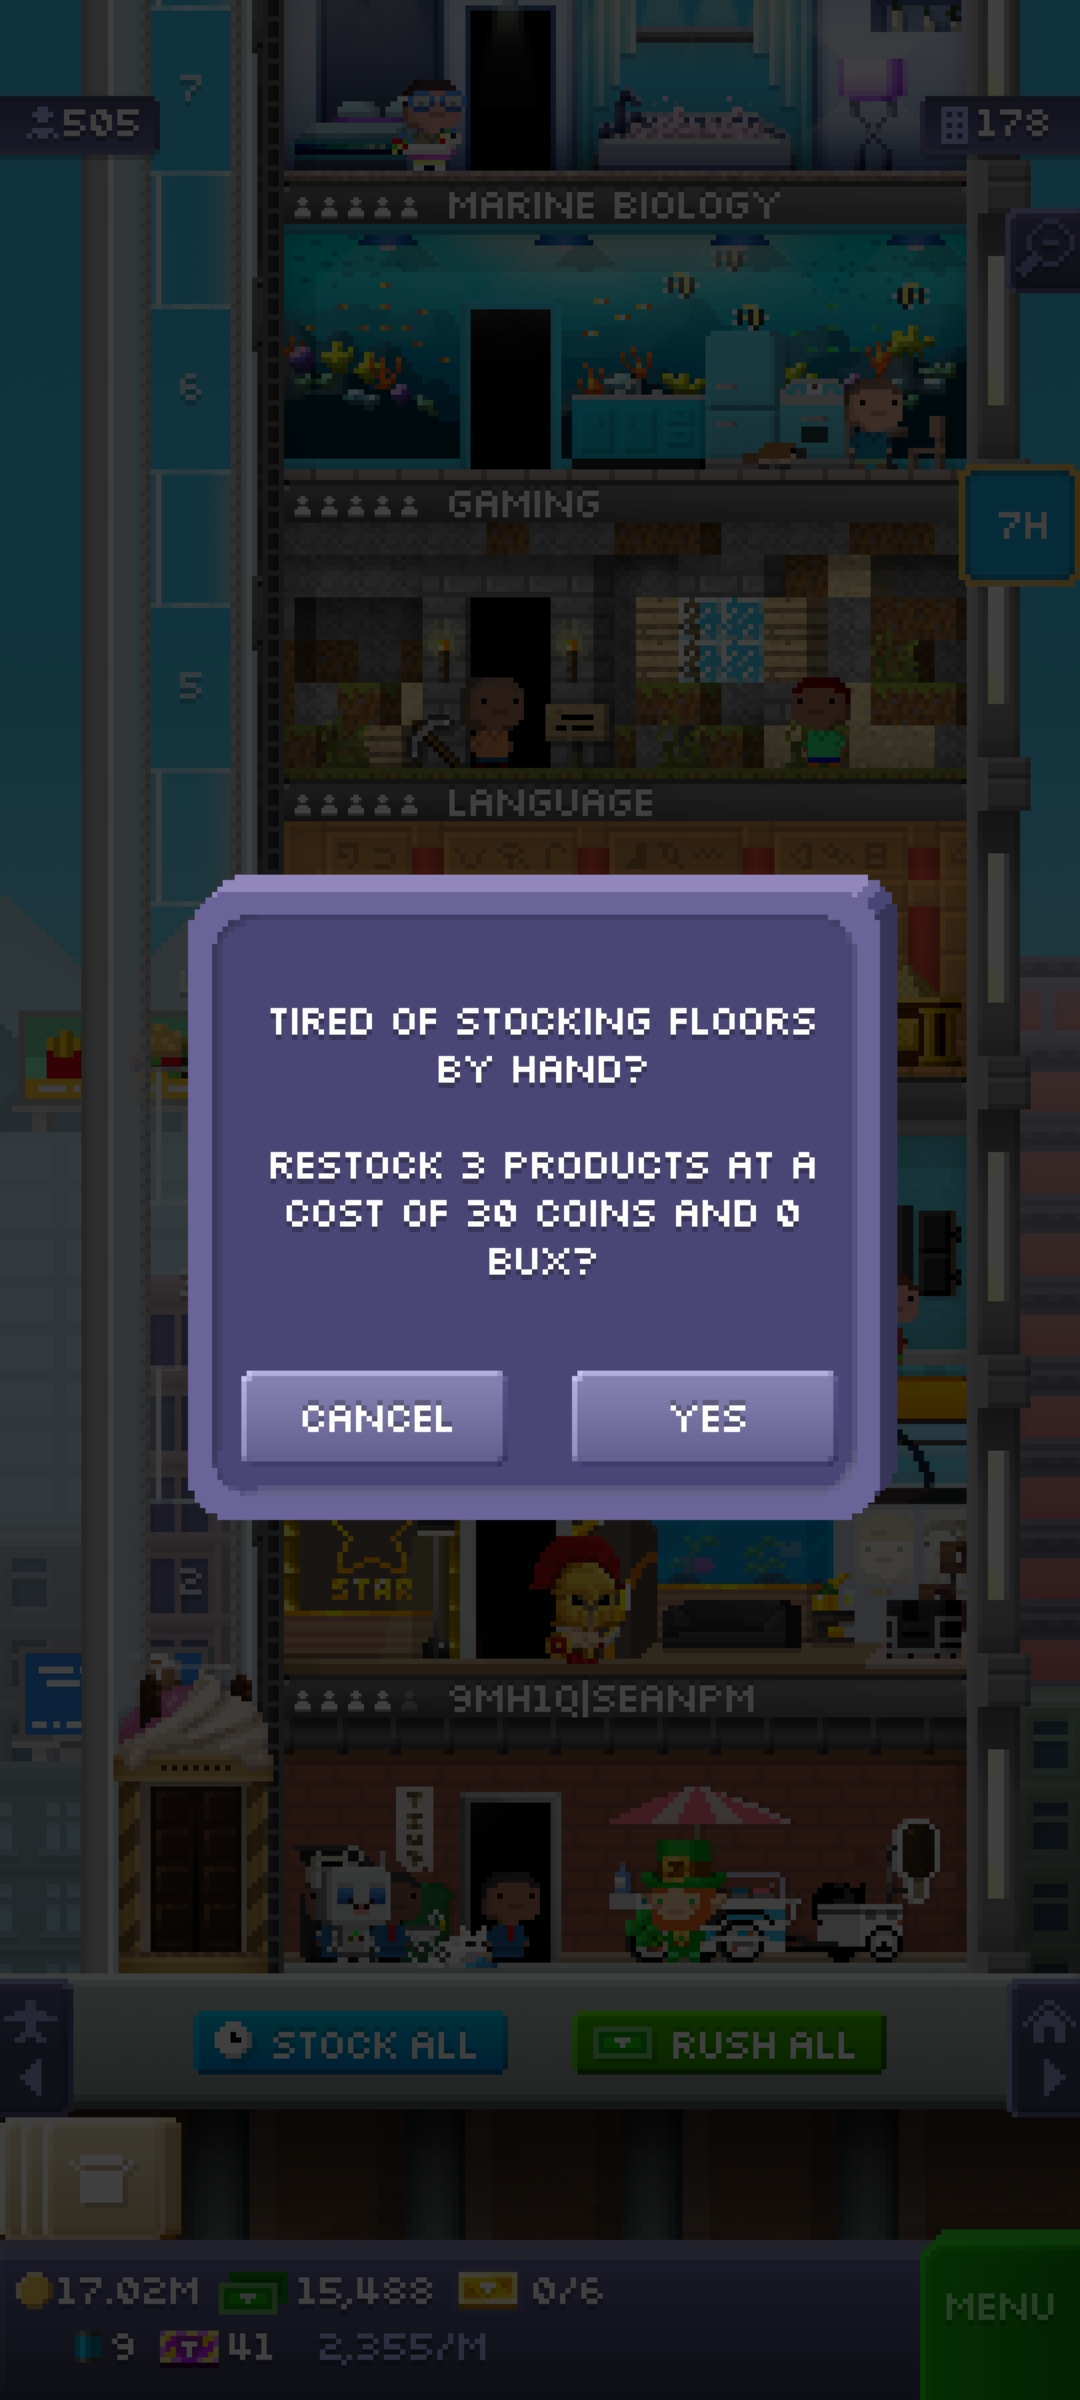 7
505
178
MARINE BIOLOGY
6
GAMING
7H
5
LANGUAGE
TIRED OF STOCKING FLOORS
BY HAND?
RESTOCK 3 PRODUCTS AT A
COST OF 30 COINS AND 0
BUX?
CANCEL
YES
2
STAR
9MH1Q|SEANPM
STOCK ALL
RUSH ALL
17.02M
15,488
0/6
MENU
9
41
2,355/M